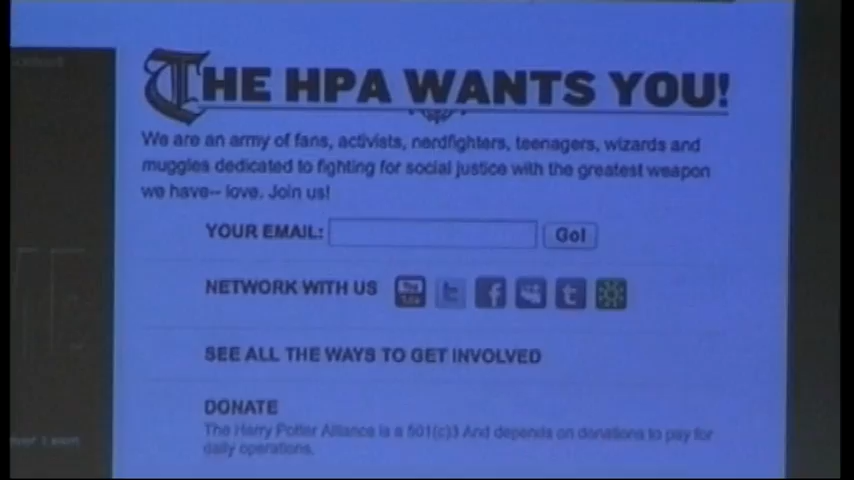 THE HPA WANTS YOU!
We are an army of fans, activists, nerdfighters, teenagers, wizards and
muggles dedicated to fighting for social justice with the greatest weapon
we have-- love. Join us!
YOUR EMAIL: Go!
NETWORK WITH US You Tube t f t
SEE ALL THE WAYS TO GET INVOLVED
DONATE
The Harry Potter Alliance is a 501(c)3 And depends on donations to pay for
daily operations.